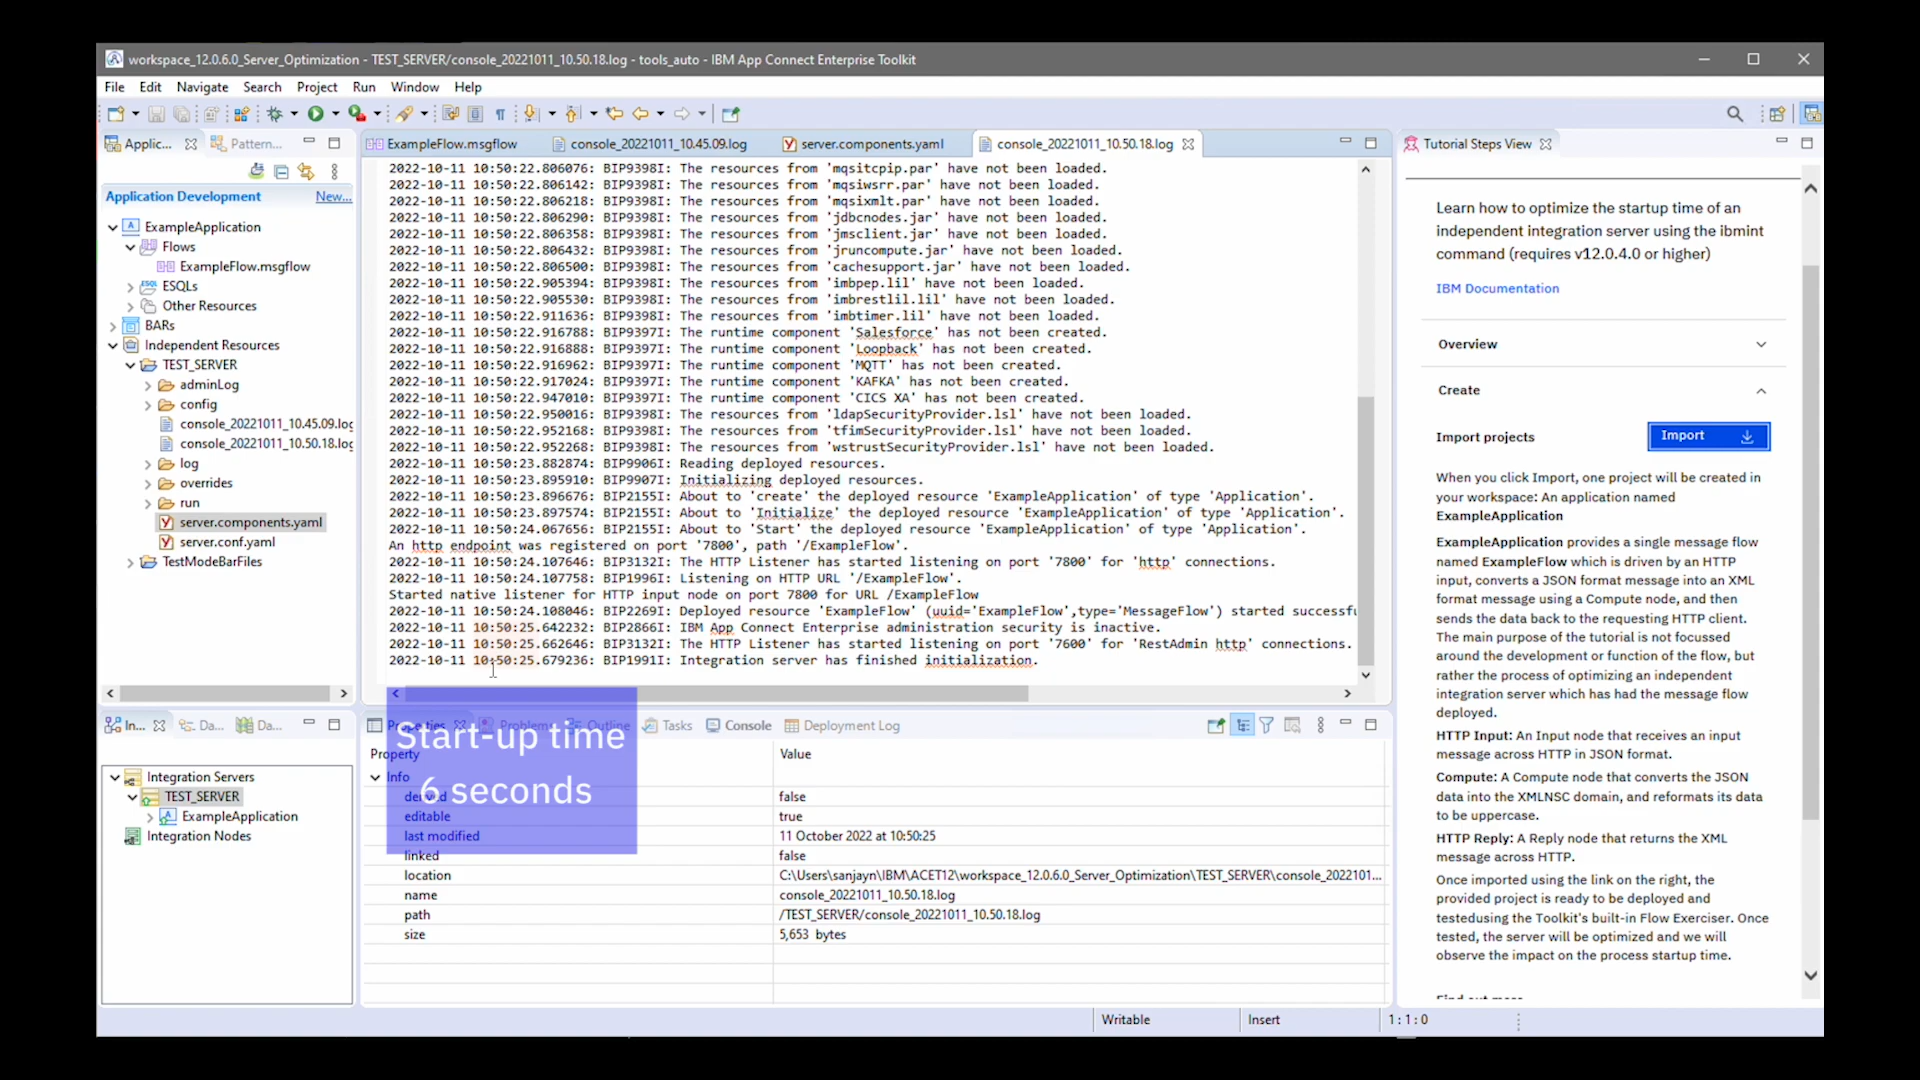 workspace_12.0.6.0_Server_Optimization - TEST_SERVER/console_20221011_10.50.18.log - tools_auto - IBM App Connect Enterprise Toolkit
File Edit Navigate Search Project Run Window Help
Applic... Pattern...
ExampleFlow.msgflow console_20221011_10.45.09.log server.components.yaml console_20221011_10.50.18.log
Application Development New...
ExampleApplication
Flows
ExampleFlow.msgflow
ESQLs
Other Resources
BARs
Independent Resources
TEST_SERVER
adminLog
config
console_20221011_10.45.09.log
console_20221011_10.50.18.log
log
overrides
run
server.components.yaml
server.conf.yaml
TestModeBarFiles
2022-10-11 10:50:22.806076: BIP9398I: The resources from 'mqsitcpip.par' have not been loaded.
2022-10-11 10:50:22.806142: BIP9398I: The resources from 'mqsiwsrr.par' have not been loaded.
2022-10-11 10:50:22.806218: BIP9398I: The resources from 'mqsixmlt.par' have not been loaded.
2022-10-11 10:50:22.806290: BIP9398I: The resources from 'jdbcnodes.jar' have not been loaded.
2022-10-11 10:50:22.806358: BIP9398I: The resources from 'jmsclient.jar' have not been loaded.
2022-10-11 10:50:22.806432: BIP9398I: The resources from 'jruncompute.jar' have not been loaded.
2022-10-11 10:50:22.806500: BIP9398I: The resources from 'cachesupport.jar' have not been loaded.
2022-10-11 10:50:22.905394: BIP9398I: The resources from 'imbpep.lil' have not been loaded.
2022-10-11 10:50:22.905530: BIP9398I: The resources from 'imbrestlil.lil' have not been loaded.
2022-10-11 10:50:22.911636: BIP9398I: The resources from 'imbtimer.lil' have not been loaded.
2022-10-11 10:50:22.916788: BIP9397I: The runtime component 'Salesforce' has not been created.
2022-10-11 10:50:22.916888: BIP9397I: The runtime component 'Loopback' has not been created.
2022-10-11 10:50:22.916962: BIP9397I: The runtime component 'MQTT' has not been created.
2022-10-11 10:50:22.917024: BIP9397I: The runtime component 'KAFKA' has not been created.
2022-10-11 10:50:22.947010: BIP9397I: The runtime component 'CICS XA' has not been created.
2022-10-11 10:50:22.950016: BIP9398I: The resources from 'ldapSecurityProvider.lsl' have not been loaded.
2022-10-11 10:50:22.952168: BIP9398I: The resources from 'tfimSecurityProvider.lsl' have not been loaded.
2022-10-11 10:50:22.952268: BIP9398I: The resources from 'wstrustSecurityProvider.lsl' have not been loaded.
2022-10-11 10:50:23.882874: BIP9906I: Reading deployed resources.
2022-10-11 10:50:23.895910: BIP9907I: Initializing deployed resources.
2022-10-11 10:50:23.896676: BIP2155I: About to 'create' the deployed resource 'ExampleApplication' of type 'Application'.
2022-10-11 10:50:23.897574: BIP2155I: About to 'Initialize' the deployed resource 'ExampleApplication' of type 'Application'.
2022-10-11 10:50:24.067656: BIP2155I: About to 'Start' the deployed resource 'ExampleApplication' of type 'Application'.
An http endpoint was registered on port '7800', path '/ExampleFlow'.
2022-10-11 10:50:24.107646: BIP3132I: The HTTP Listener has started listening on port '7800' for 'http' connections.
2022-10-11 10:50:24.107758: BIP1996I: Listening on HTTP URL '/ExampleFlow'.
Started native listener for HTTP input node on port 7800 for URL /ExampleFlow
2022-10-11 10:50:24.108046: BIP2269I: Deployed resource 'ExampleFlow' (uuid='ExampleFlow',type='MessageFlow') started successfu
2022-10-11 10:50:25.642232: BIP2866I: IBM App Connect Enterprise administration security is inactive.
2022-10-11 10:50:25.662646: BIP3132I: The HTTP Listener has started listening on port '7600' for 'RestAdmin http' connections.
2022-10-11 10:50:25.679236: BIP1991I: Integration server has finished initialization.
Start-up time
6 seconds
In... Da... Da...
Integration Servers
TEST_SERVER
ExampleApplication
Integration Nodes
Properties Problems Outline Tasks Console Deployment Log
Property Value
Info
derived false
editable true
last modified 11 October 2022 at 10:50:25
linked false
location C:\Users\sanjayn\IBM\ACET12\workspace_12.0.6.0_Server_Optimization\TEST_SERVER\console_2022101...
name console_20221011_10.50.18.log
path /TEST_SERVER/console_20221011_10.50.18.log
size 5,653 bytes
Tutorial Steps View
Learn how to optimize the startup time of an
independent integration server using the ibmint
command (requires v12.0.4.0 or higher)
IBM Documentation
Overview
Create
Import projects Import
When you click Import, one project will be created in
your workspace: An application named
ExampleApplication
ExampleApplication provides a single message flow
named ExampleFlow which is driven by an HTTP
input, converts a JSON format message into an XML
format message using a Compute node, and then
sends the data back to the requesting HTTP client.
The main purpose of the tutorial is not focussed
around the development or function of the flow, but
rather the process of optimizing an independent
integration server which has had the message flow
deployed.
HTTP Input: An Input node that receives an input
message across HTTP in JSON format.
Compute: A Compute node that converts the JSON
data into the XMLNSC domain, and reformats its data
to be uppercase.
HTTP Reply: A Reply node that returns the XML
message across HTTP.
Once imported using the link on the right, the
provided project is ready to be deployed and
testedusing the Toolkit's built-in Flow Exerciser. Once
tested, the server will be optimized and we will
observe the impact on the process startup time.
Find out more
Writable Insert 1 : 1 : 0